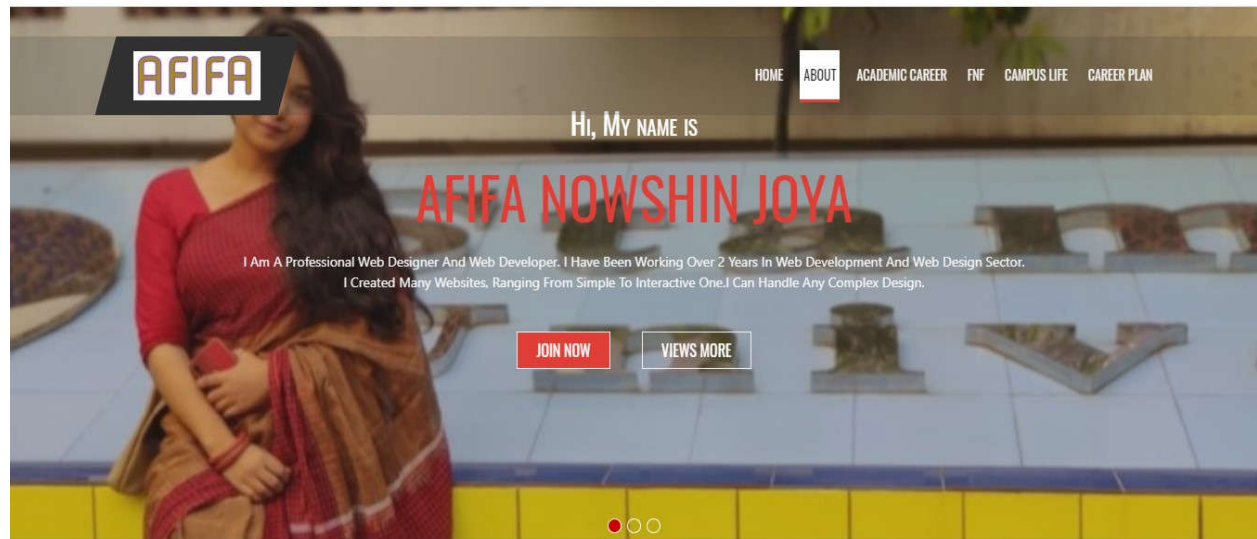 AFIFA
HOME ABOUT ACADEMIC CAREER FNF CAMPUS LIFE CAREER PLAN
HI, MY NAME IS
AFIFA NOWSHIN JOYA
I Am A Professional Web Designer And Web Developer. I Have Been Working Over 2 Years In Web Development And Web Design Sector.
I Created Many Websites, Ranging From Simple To Interactive One.I Can Handle Any Complex Design.
JOIN NOW VIEWS MORE